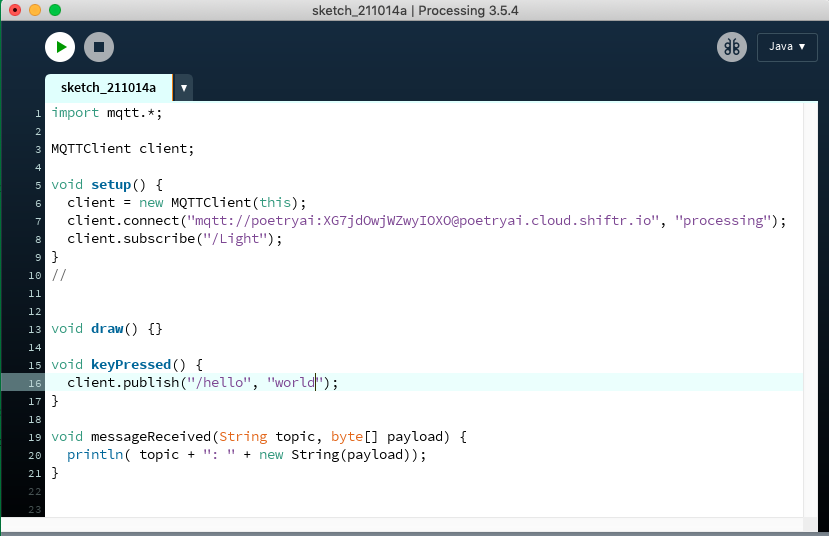 sketch_211014a | Processing 3.5.4
Java ▼
sketch_211014a ▼
1 import mqtt.*;
2
3 MQTTClient client;
4
5 void setup() {
6   client = new MQTTClient(this);
7   client.connect("mqtt://poetryai:XG7jdOwjWZwyIOXO@poetryai.cloud.shiftr.io", "processing");
8   client.subscribe("/Light");
9 }
10 //
11
12
13 void draw() {}
14
15 void keyPressed() {
16   client.publish("/hello", "world");
17 }
18
19 void messageReceived(String topic, byte[] payload) {
20   println( topic + ": " + new String(payload));
21 }
22
23